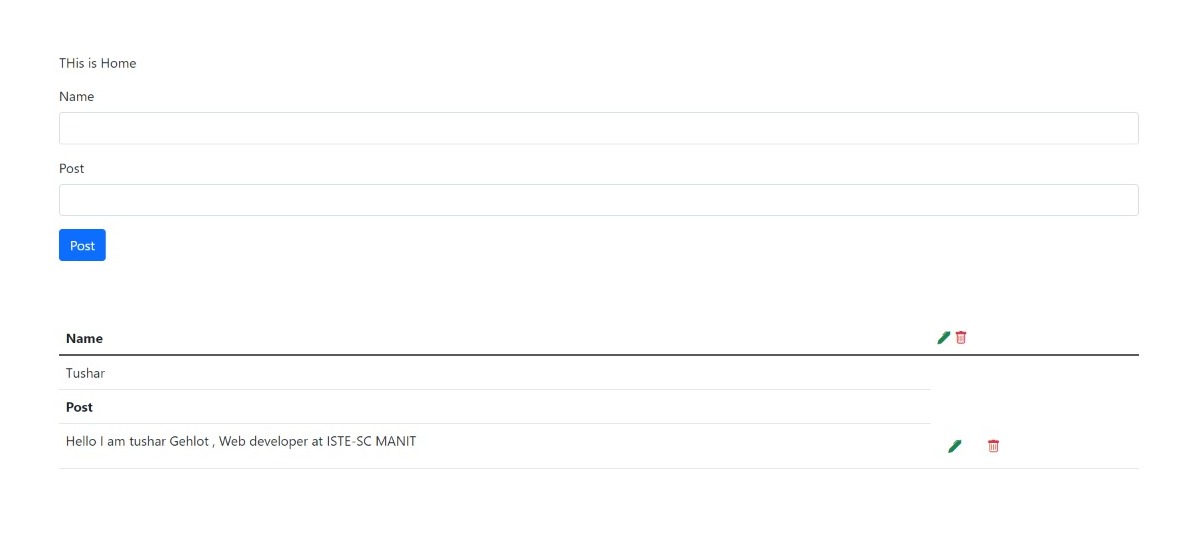 THis is Home
Name
Post
Post
Name
Tushar
Post
Hello I am tushar Gehlot , Web developer at ISTE-SC MANIT